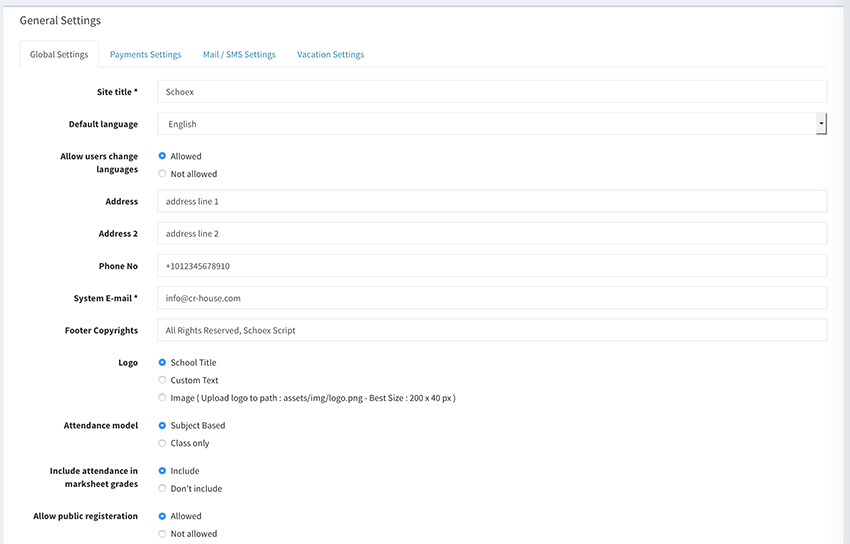 General Settings
Global Settings Payments Settings Mail / SMS Settings Vacation Settings
Site title * Schoex
Default language English
Allow users change Allowed
languages
Not allowed
Address address line 1
Address 2 address line 2
Phone No +1012345678910
System E-mail * info@cr-house.com
Footer Copyrights All Rights Reserved, Schoex Script
Logo School Title
Custom Text
Image ( Upload logo to path : assets/img/logo.png - Best Size : 200 x 40 px )
Attendance model Subject Based
Class only
Include attendance in Include
marksheet grades
Don't include
Allow public registeration Allowed
Not allowed